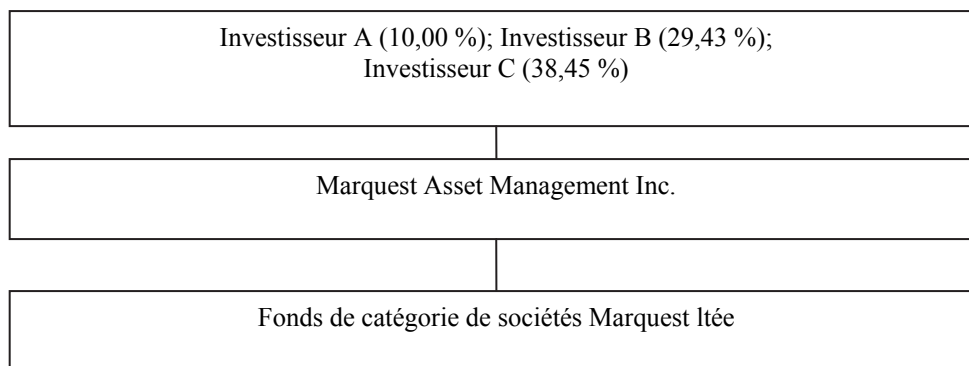 Investisseur A (10,00 %); Investisseur B (29,43 %);
Investisseur C (38,45 %)
Marquest Asset Management Inc.
Fonds de catégorie de sociétés Marquest ltée